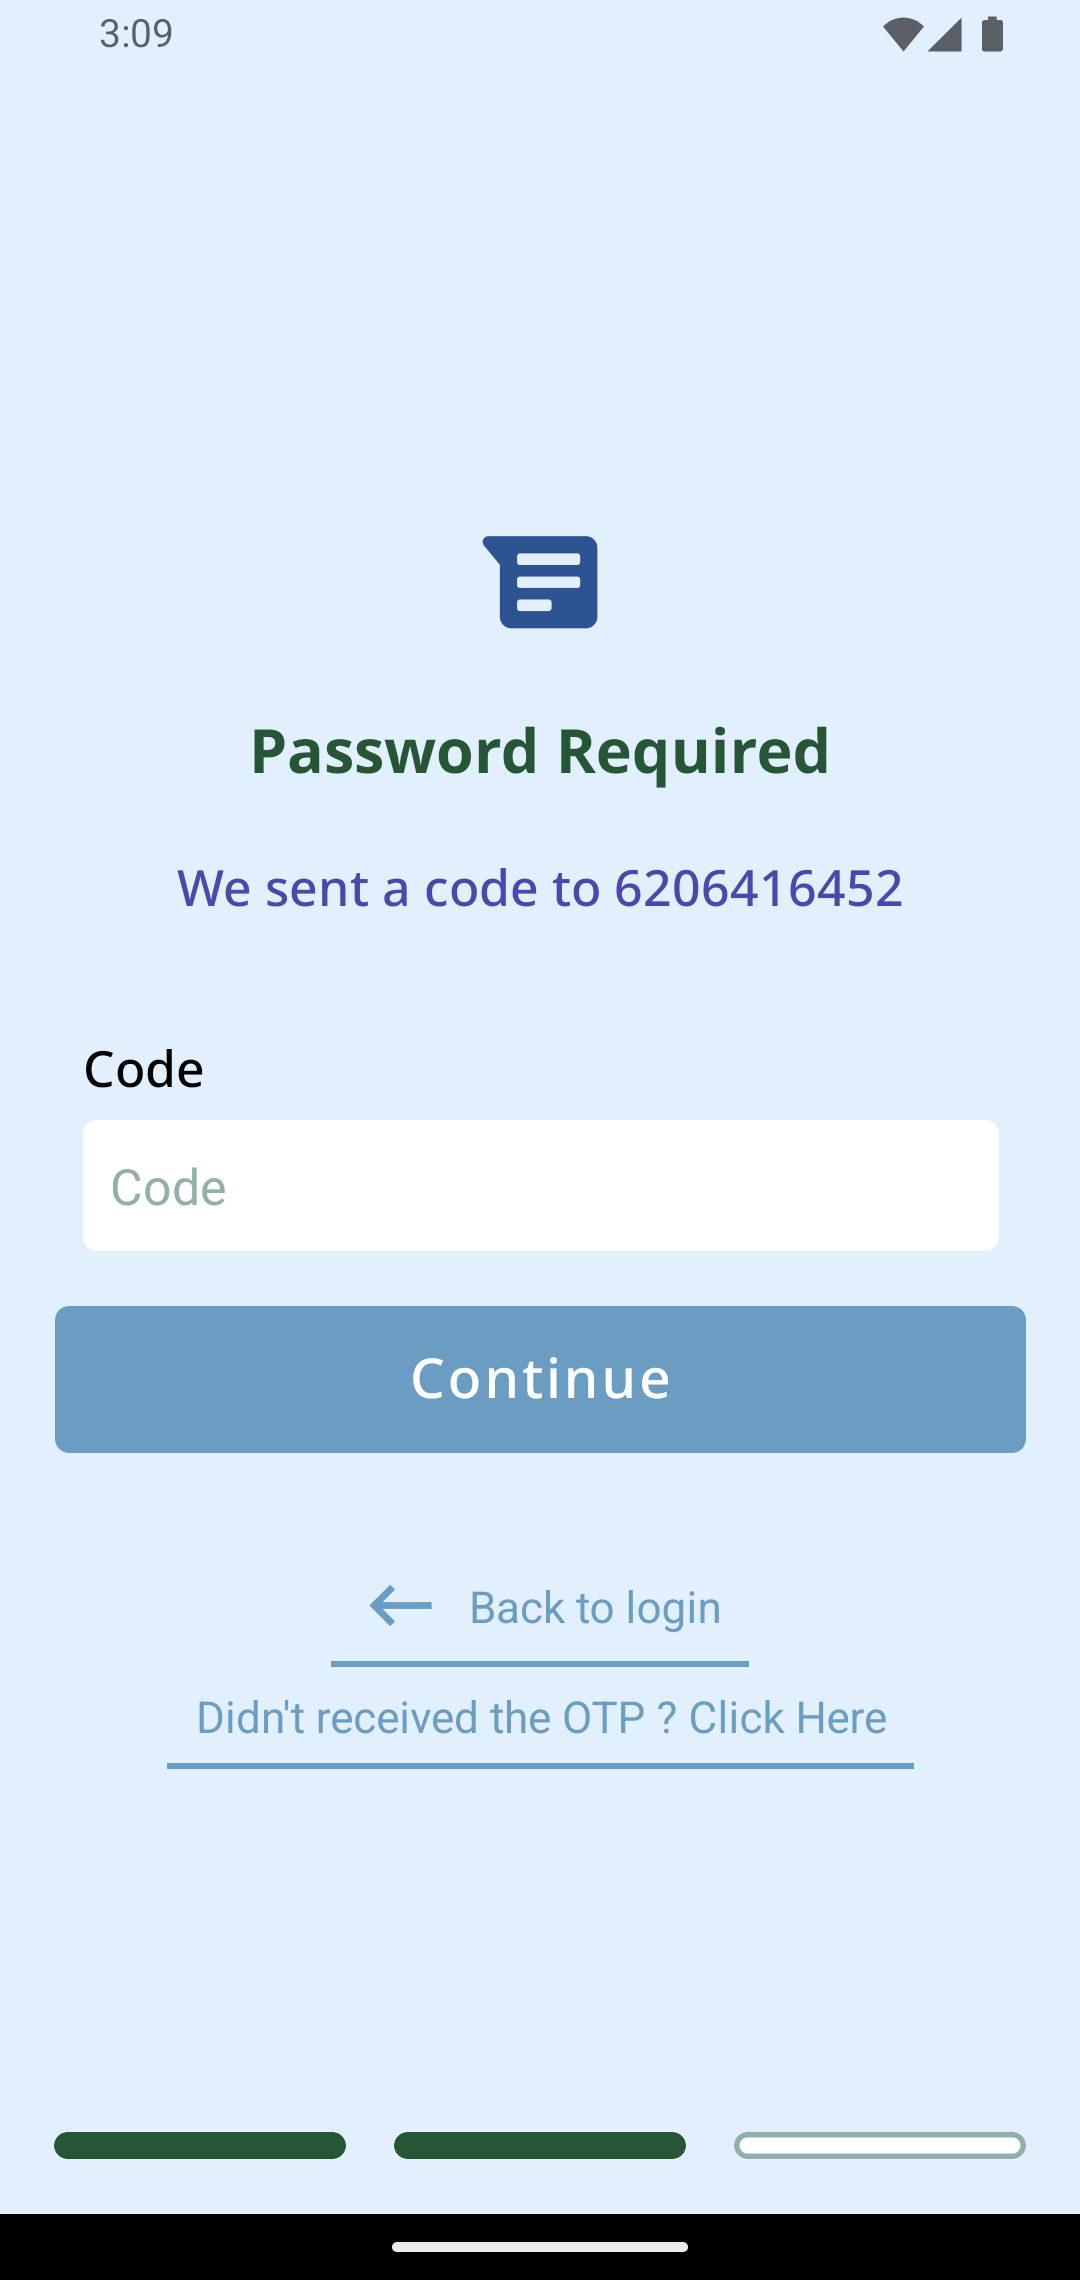 3:09
Password Required
We sent a code to 6206416452
Code
Code
Continue
Back to login
Didn't received the OTP ? Click Here